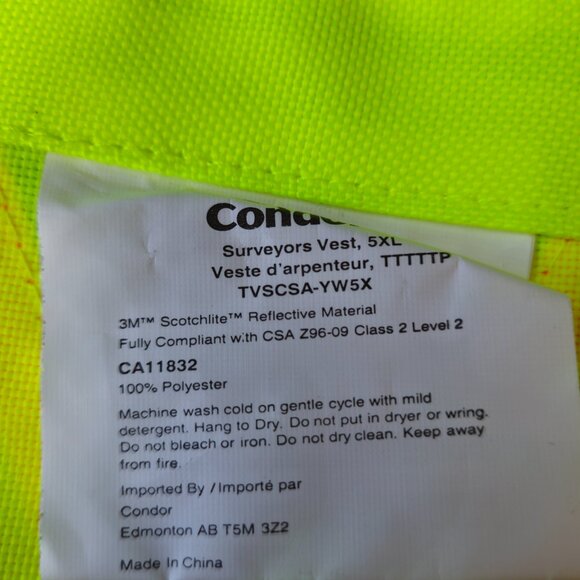 Surveyors Vest, 5XL
Veste d'arpenteur, TTTTTP
TVSCSA-YW5X
3M™ Scotchlite™ Reflective Material
Fully Compliant with CSA Z96-09 Class 2 Level 2
CA11832
100% Polyester
Machine wash cold on gentle cycle with mild
detergent. Hang to Dry. Do not put in dryer or wring.
Do not bleach or iron. Do not dry clean. Keep away
from fire.
Imported By / Importé par
Condor
Edmonton AB T5M 3Z2
Made In China